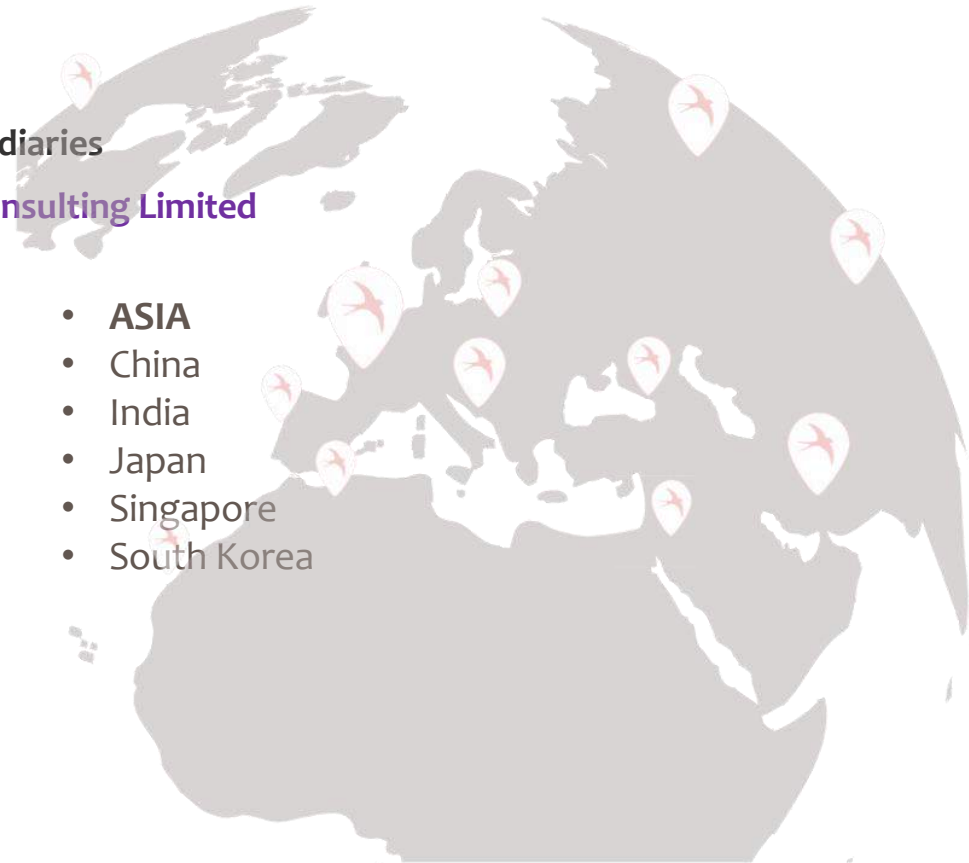 diaries
nsulting Limited
• ASIA
• China
• India
• Japan
• Singapore
• South Korea